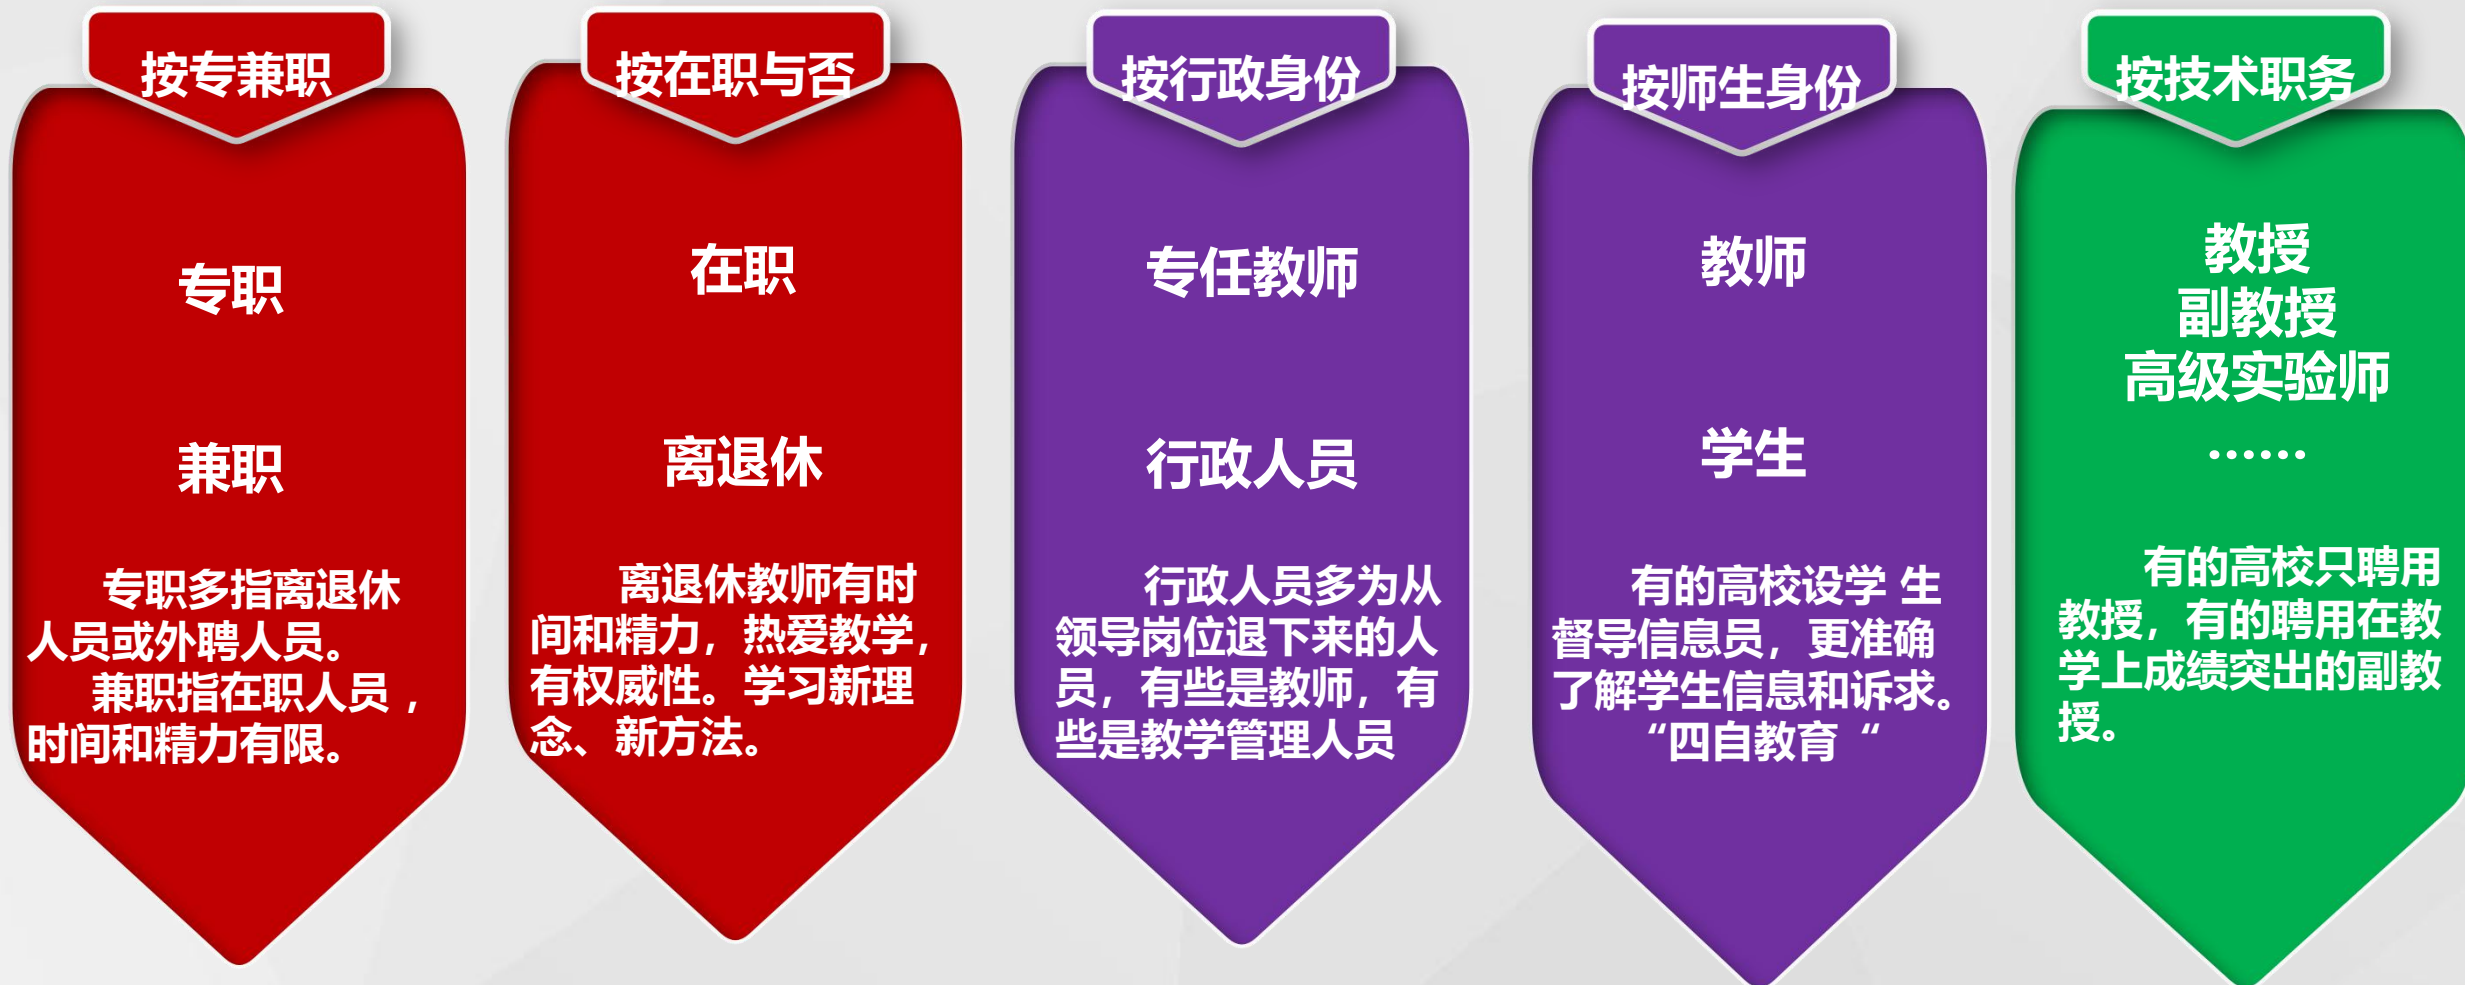 按专兼职
专职
兼职
专职多指离退休
人员或外聘人员。
兼职指在职人员，
时间和精力有限。
按在职与否
在职
离退休
离退休教师有时
间和精力，热爱教学，
有权威性。学习新理
念、新方法。
按行政身份
专任教师
行政人员
行政人员多为从
领导岗位退下来的人
员，有些是教师，有
些是教学管理人员
按师生身份
教师
学生
有的高校设学 生
督导信息员，更准确
了解学生信息和诉求。
“四自教育“
按技术职务
教授
副教授
高级实验师
……
有的高校只聘用
教授，有的聘用在教
学上成绩突出的副教
授。